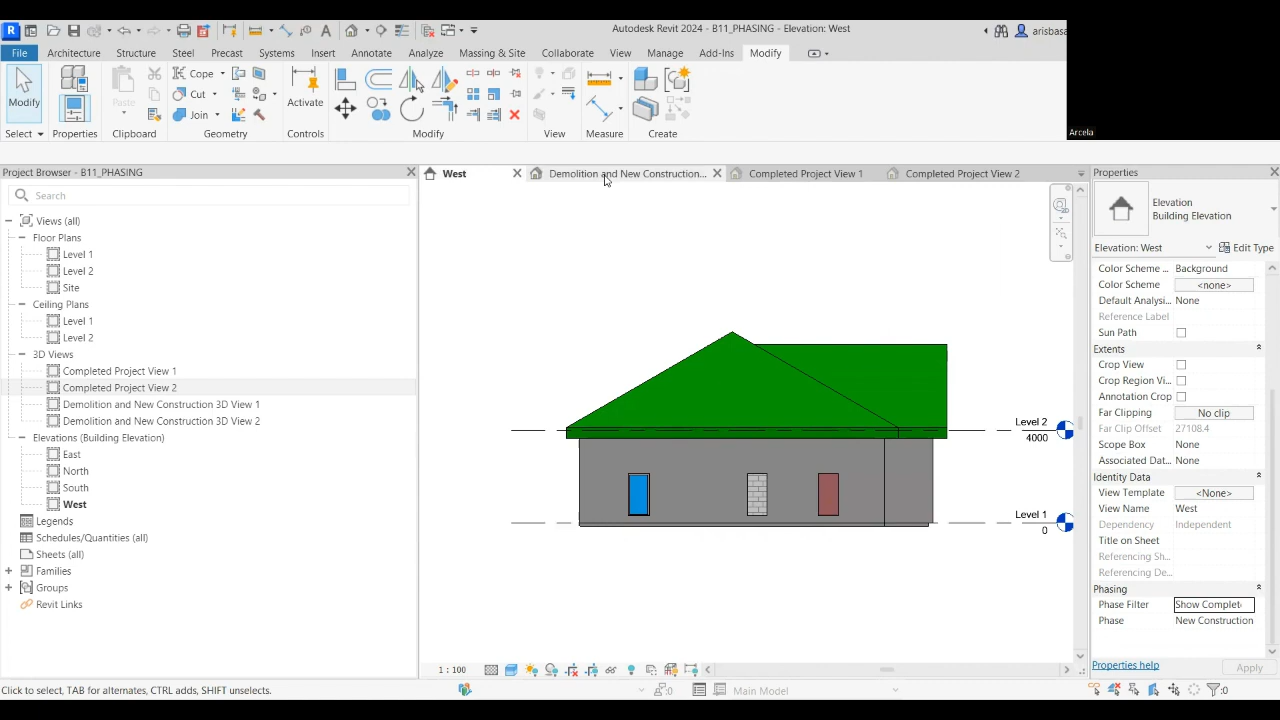 Autodesk Revit 2024 - B11_PHASING - Elevation: West
arisbasa
File Architecture Structure Steel Precast Systems Insert Annotate Analyze Massing & Site Collaborate View Manage Add-Ins Modify
Modify
Paste
Cope
Cut
Join
Activate
Select Properties Clipboard Geometry Controls Modify View Measure Create
Arcela
Project Browser - B11_PHASING
Search
Views (all)
Floor Plans
Level 1
Level 2
Site
Ceiling Plans
Level 1
Level 2
3D Views
Completed Project View 1
Completed Project View 2
Demolition and New Construction 3D View 1
Demolition and New Construction 3D View 2
Elevations (Building Elevation)
East
North
South
West
Legends
Schedules/Quantities (all)
Sheets (all)
Families
Groups
Revit Links
West Demolition and New Construction... Completed Project View 1 Completed Project View 2
Level 2
4000
Level 1
0
1 : 100
Properties
Elevation
Building Elevation
Elevation: West Edit Type
Color Scheme ... Background
Color Scheme <none>
Default Analysi... None
Reference Label
Sun Path
Extents
Crop View
Crop Region Vi...
Annotation Crop
Far Clipping No clip
Far Clip Offset 27108.4
Scope Box None
Associated Dat... None
Identity Data
View Template <None>
View Name West
Dependency Independent
Title on Sheet
Referencing Sh...
Referencing De...
Phasing
Phase Filter Show Complet
Phase New Construction
Properties help Apply
Click to select, TAB for alternates, CTRL adds, SHIFT unselects. :0 Main Model :0